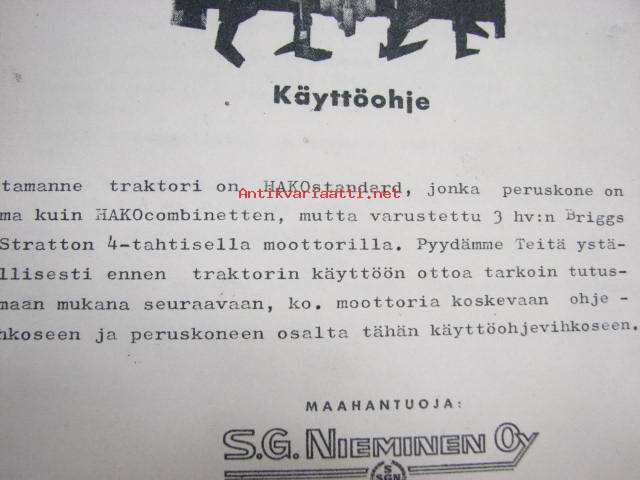 Käyttöohje
tamanne traktori on HAKOstandard, jonka peruskone on
Antikvariaatti.net
ma kuin HAKOcombinetten, mutta varustettu 3 hv:n Briggs
Stratton 4-tahtisella moottorilla. Pyydämme Teitä ystä-
llisesti ennen traktorin käyttöön ottoa tarkoin tutus-
maan mukana seuraavaan, ko. moottoria koskevaan ohje -
hkoseen ja peruskoneen osalta tähän käyttöohjevihkoseen.
MAAHANTUOJA:
S.G. NIEMINEN Oy
S
SGN